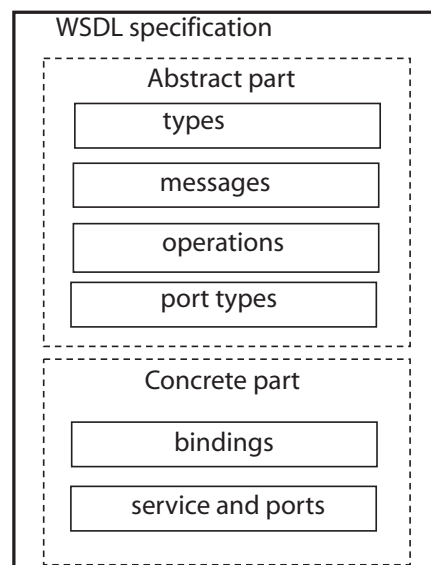 WSDL specification
Abstract part
types
messages
operations
port types
Concrete part
bindings
service and ports